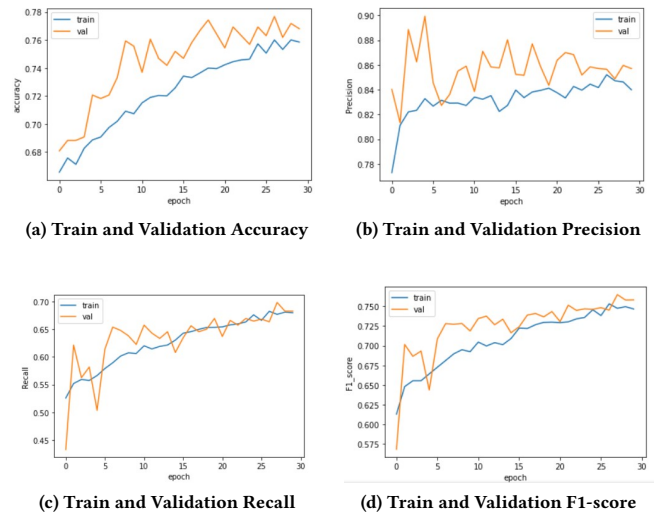 train
val
0.78
0.76
0.74
0.72
0.70
0.68
accuracy
0 5 10 15 20 25 30
epoch
(a) Train and Validation Accuracy
train
val
0.90
0.88
0.86
0.84
0.82
0.80
0.78
Precision
0 5 10 15 20 25 30
epoch
(b) Train and Validation Precision
train
val
0.70
0.65
0.60
0.55
0.50
0.45
Recall
0 5 10 15 20 25 30
epoch
(c) Train and Validation Recall
train
val
0.750
0.725
0.700
0.675
0.650
0.625
0.600
0.575
F1_score
0 5 10 15 20 25 30
epoch
(d) Train and Validation F1-score